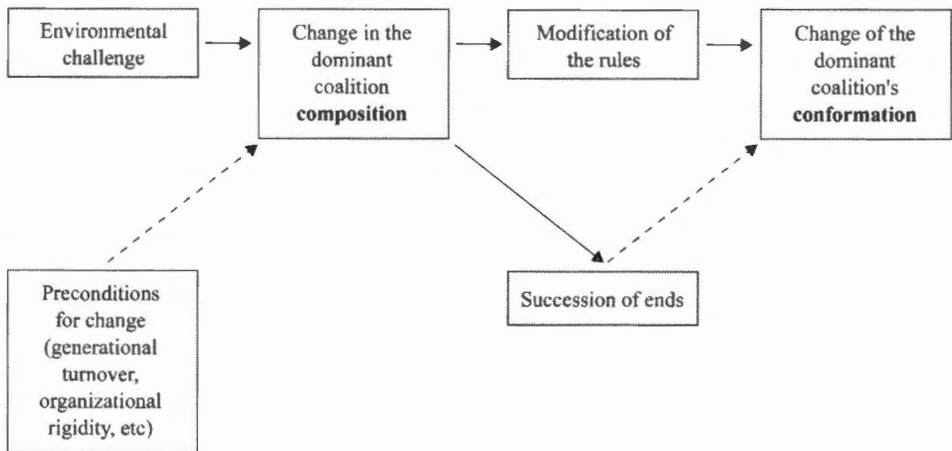 Environmental
challenge
Change in the
dominant
coalition
composition
Modification of
the rules
Change of the
dominant
coalition's
conformation
Preconditions
for change
(generational
turnover,
organizational
rigidity, etc)
Succession of ends